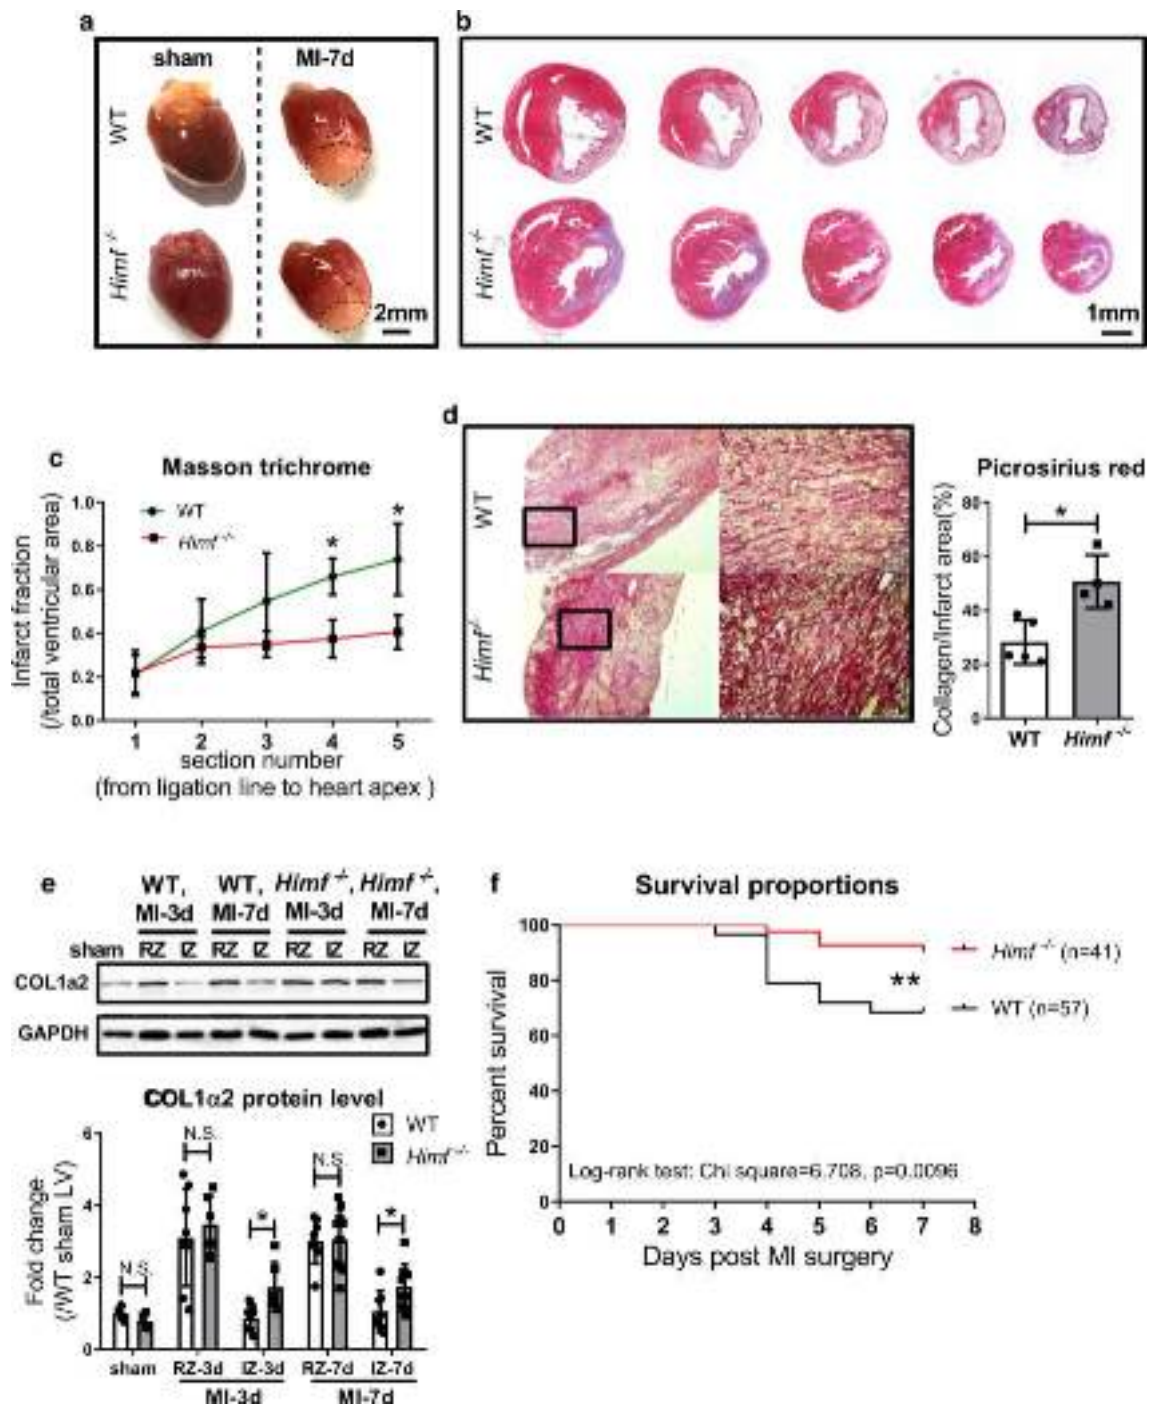 a
sham MI-7d
WT
Himf -/-
2mm
b
WT
Himf -/-
1mm
c
Masson trichrome
WT
Himf -/-
Infarct fraction
(/total ventricular area)
1.0
0.8
0.6
0.4
0.2
0.0
* *
1 2 3 4 5
section number
(from ligation line to heart apex )
d
WT
Himf -/-
Picrosirius red
Collagen/Infarct area(%)
80
60
40
20
0
*
WT Himf -/-
e
WT, WT, Himf -/-, Himf -/-,
MI-3d MI-7d MI-3d MI-7d
sham RZ IZ RZ IZ RZ IZ RZ IZ
COL1a2
GAPDH
COL1α2 protein level
WT
Himf -/-
Fold change
(/WT sham LV)
6
4
2
0
N.S. N.S. * N.S. *
sham RZ-3d IZ-3d RZ-7d IZ-7d
MI-3d MI-7d
f
Survival proportions
Percent survival
100
80
60
40
20
0
Himf -/- (n=41)
**
WT (n=57)
Log-rank test: Chi square=6.708, p=0.0096
0 1 2 3 4 5 6 7 8
Days post MI surgery